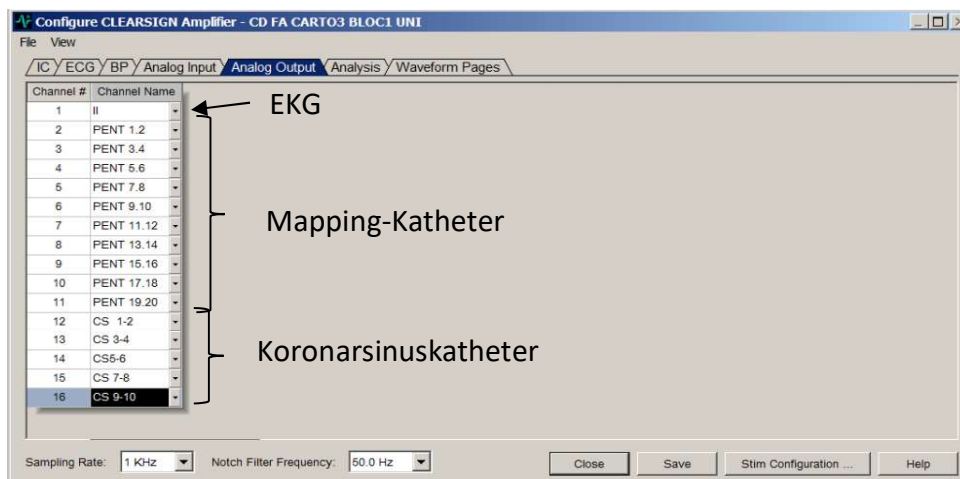 Configure CLEARSIGN Amplifier - CD FA CARTO3 BLOC1 UNI
File View
IC ECG BP Analog Input Analog Output Analysis Waveform Pages
Channel # Channel Name
1 II
2 PENT 1.2
3 PENT 3.4
4 PENT 5.6
5 PENT 7.8
6 PENT 9.10
7 PENT 11.12
8 PENT 13.14
9 PENT 15.16
10 PENT 17.18
11 PENT 19.20
12 CS 1-2
13 CS 3-4
14 CS5-6
15 CS 7-8
16 CS 9-10
EKG
Mapping-Katheter
Koronarsinuskatheter
Sampling Rate: 1 KHz Notch Filter Frequency: 50.0 Hz Close Save Stim Configuration ... Help